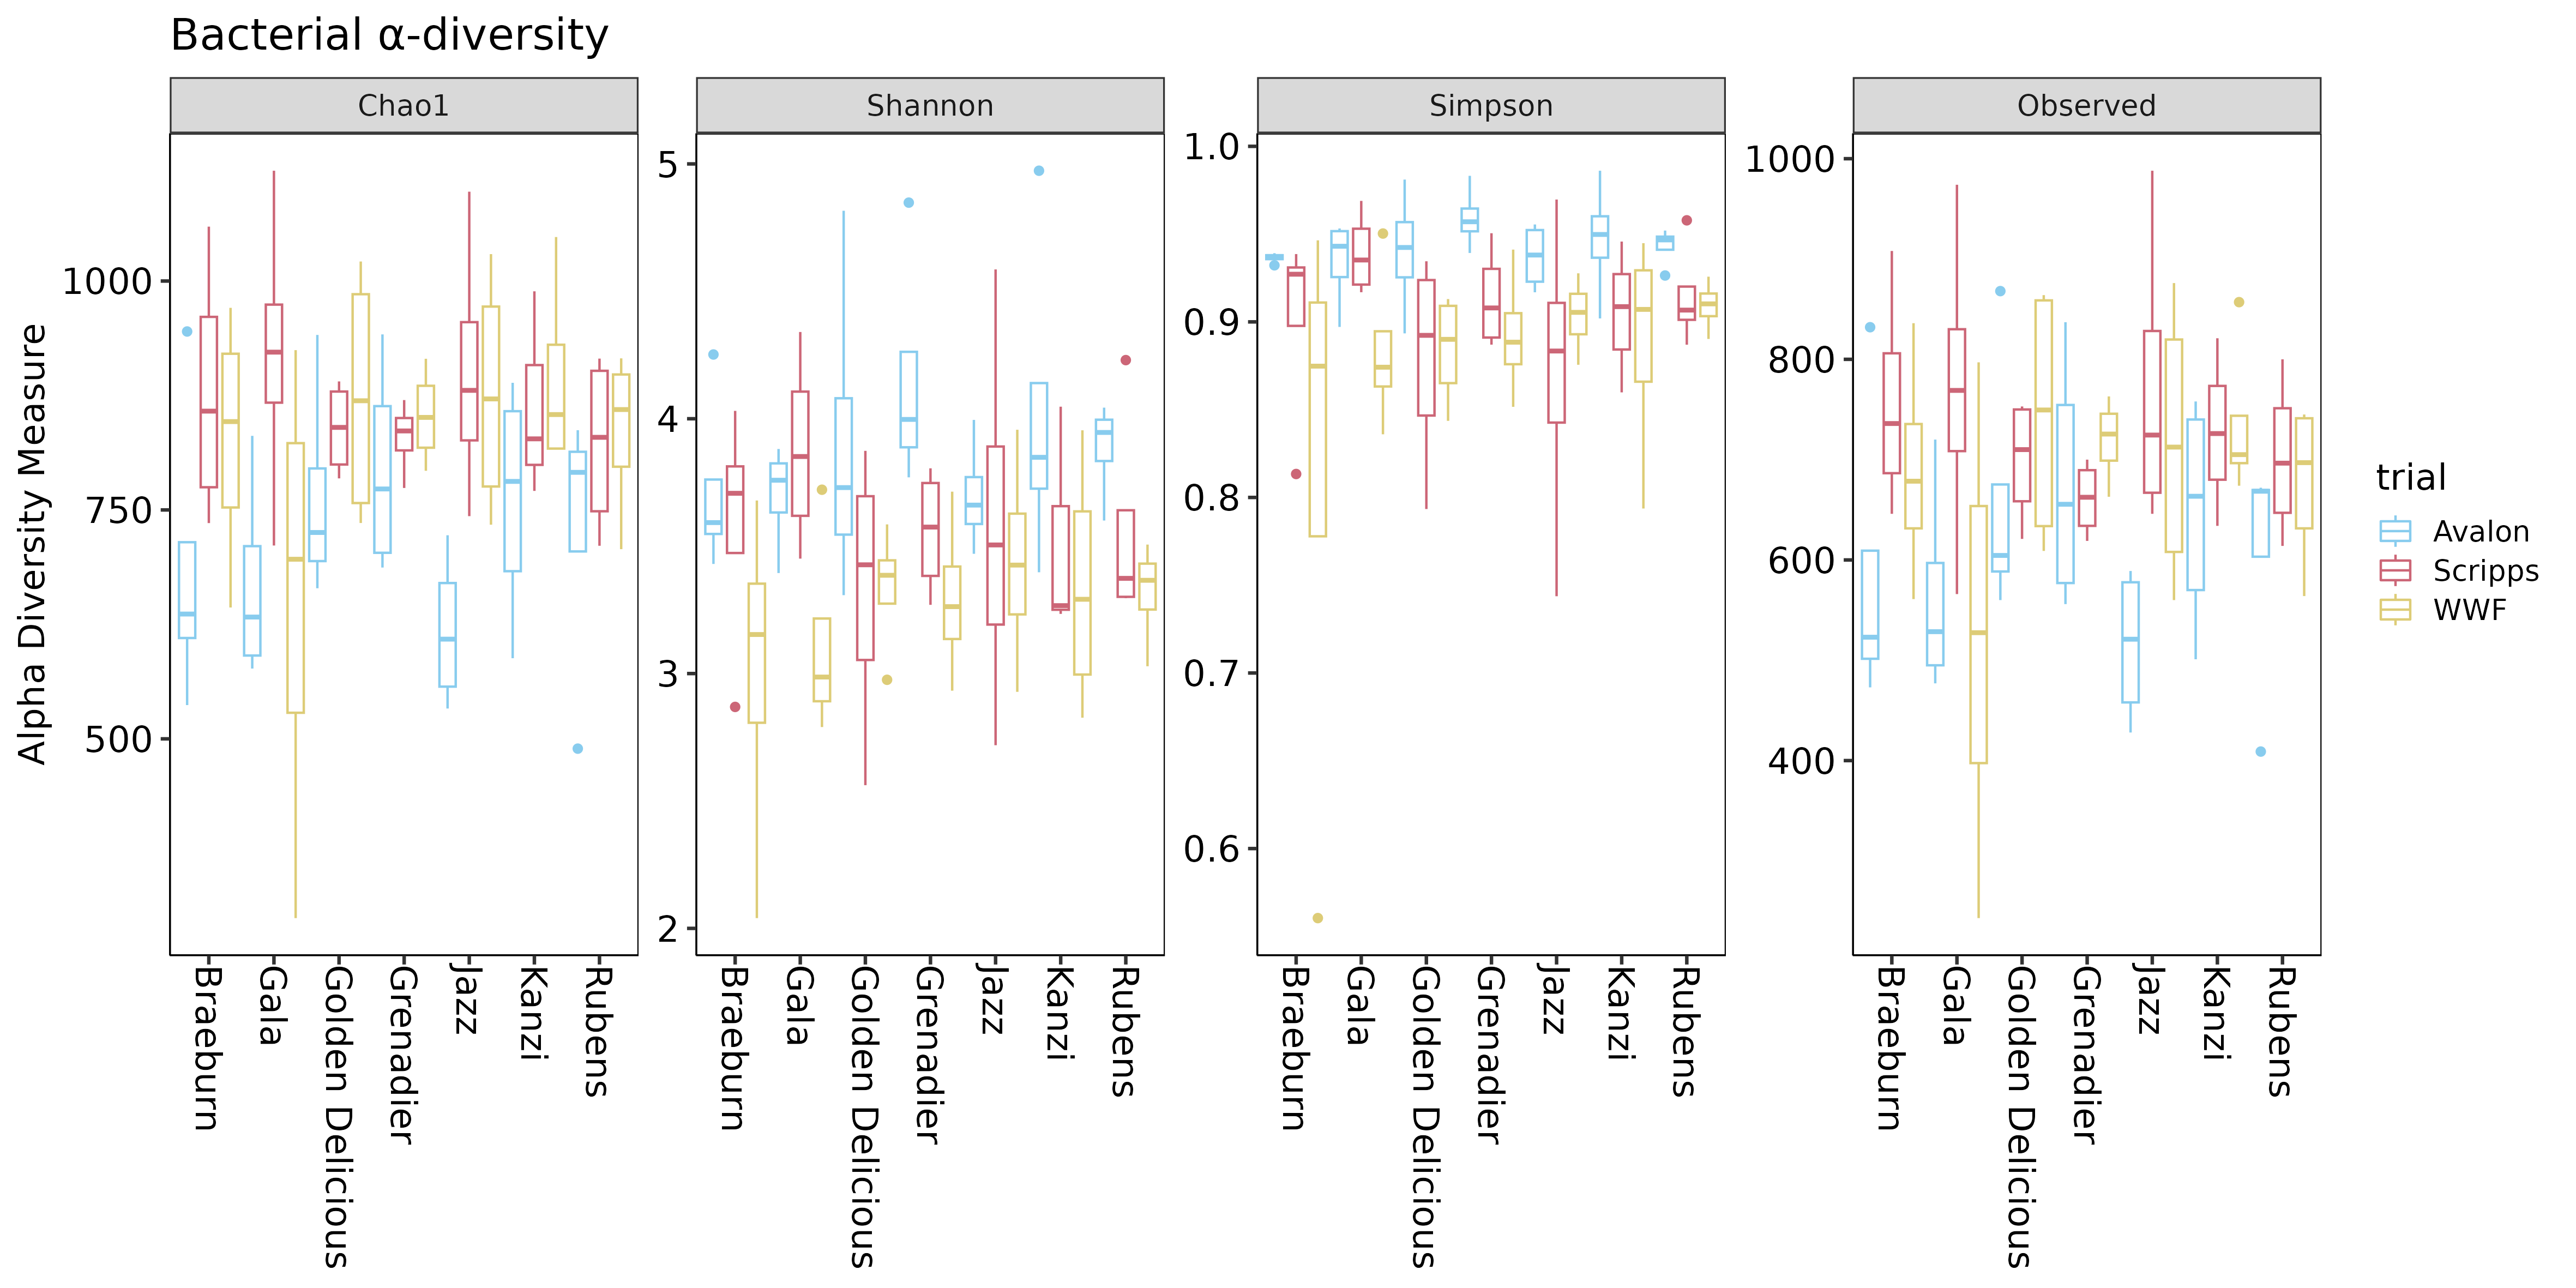 Bacterial α-diversity
Chao1
Shannon
Simpson
Observed
Alpha Diversity Measure
1000
750
500
5
4
3
2
1.0
0.9
0.8
0.7
0.6
1000
800
600
400
Braeburn
Gala
Golden Delicious
Grenadier
Jazz
Kanzi
Rubens
Braeburn
Gala
Golden Delicious
Grenadier
Jazz
Kanzi
Rubens
Braeburn
Gala
Golden Delicious
Grenadier
Jazz
Kanzi
Rubens
Braeburn
Gala
Golden Delicious
Grenadier
Jazz
Kanzi
Rubens
trial
Avalon
Scripps
WWF